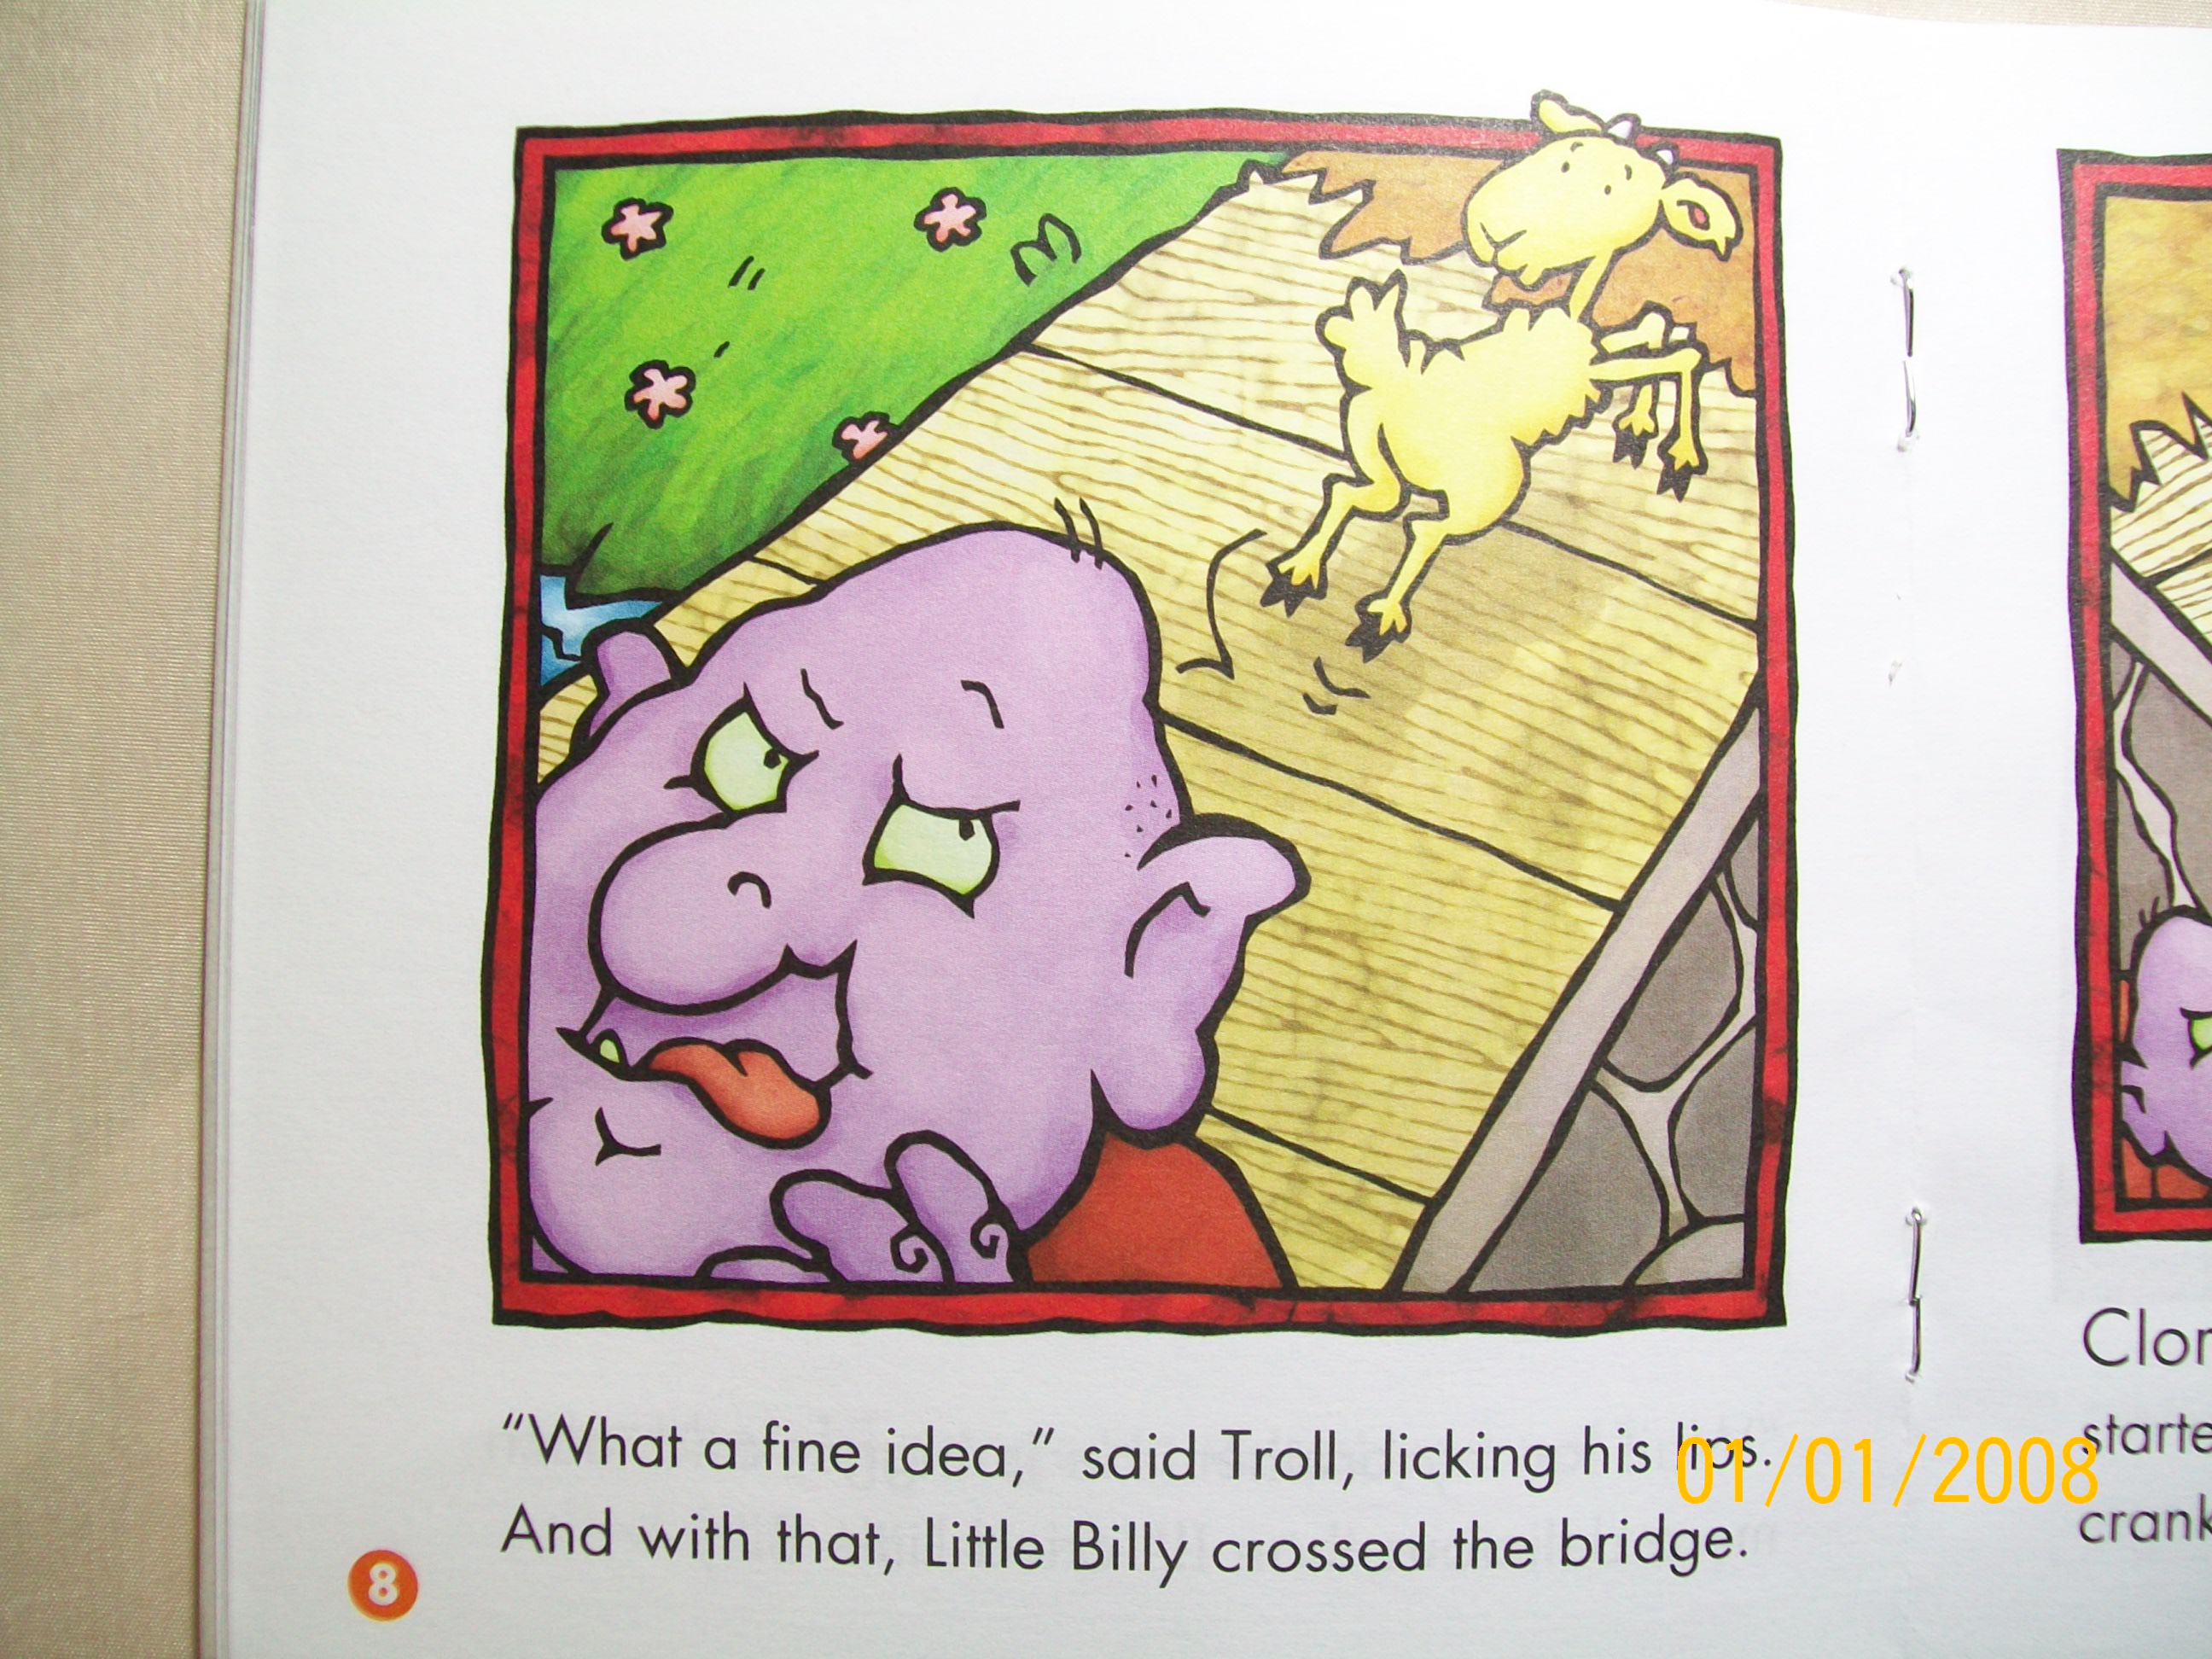 “What a fine idea,” said Troll, licking his lips.
And with that, Little Billy crossed the bridge.
8
01/01/2008